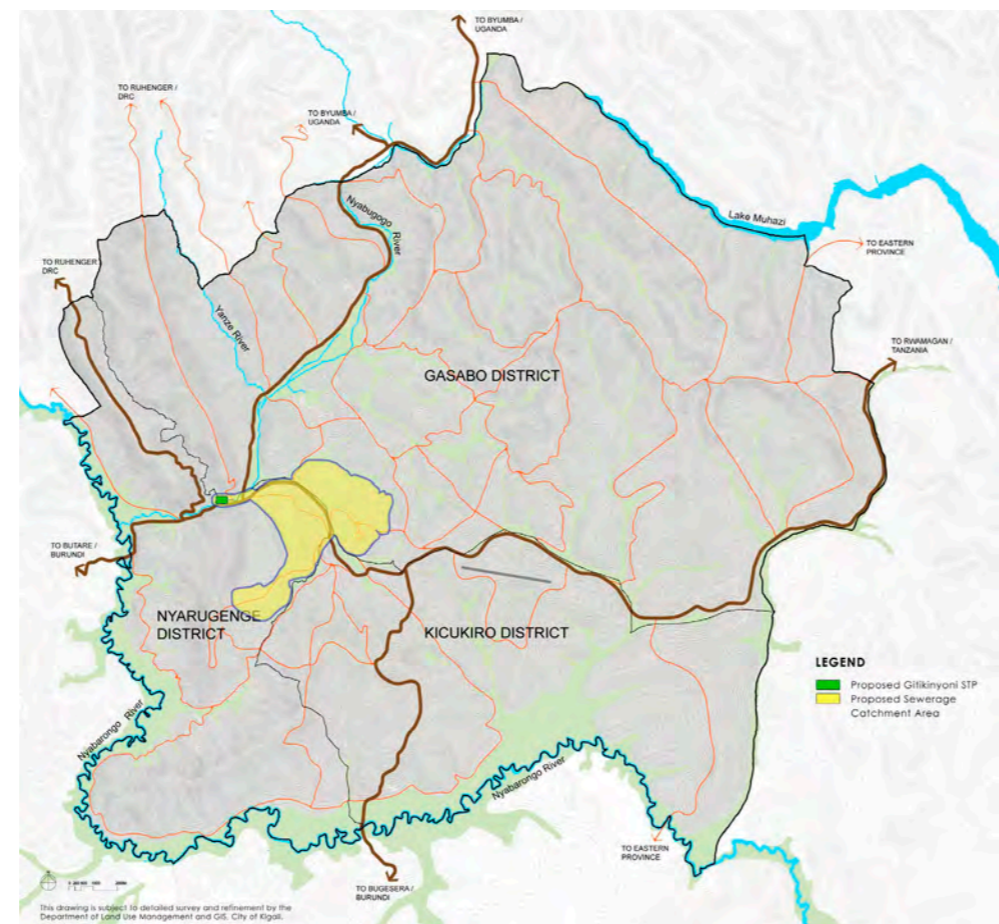 TO BYUMBA /
UGANDA
TO RUHENGER /
DRC
TO BYUMBA /
UGANDA
Nyabugogo
River
Lake Muhazi
TO EASTERN
PROVINCE
TO RUHENGER
DRC
Yanze River
TO RWAMAGAN /
TANZANIA
GASABO DISTRICT
TO BUTARE /
BURUNDI
NYARUGENGE
DISTRICT
KICUKIRO DISTRICT
LEGEND
Proposed Gitikinyoni STP
Proposed Sewerage
Catchment Area
Nyabarongo River
Nyabarongo River
TO EASTERN
PROVINCE
TO BUGESERA /
BURUNDI
This drawing is subject to detailed survey and refinement by the
Department of Land Use Management and GIS, City of Kigali.